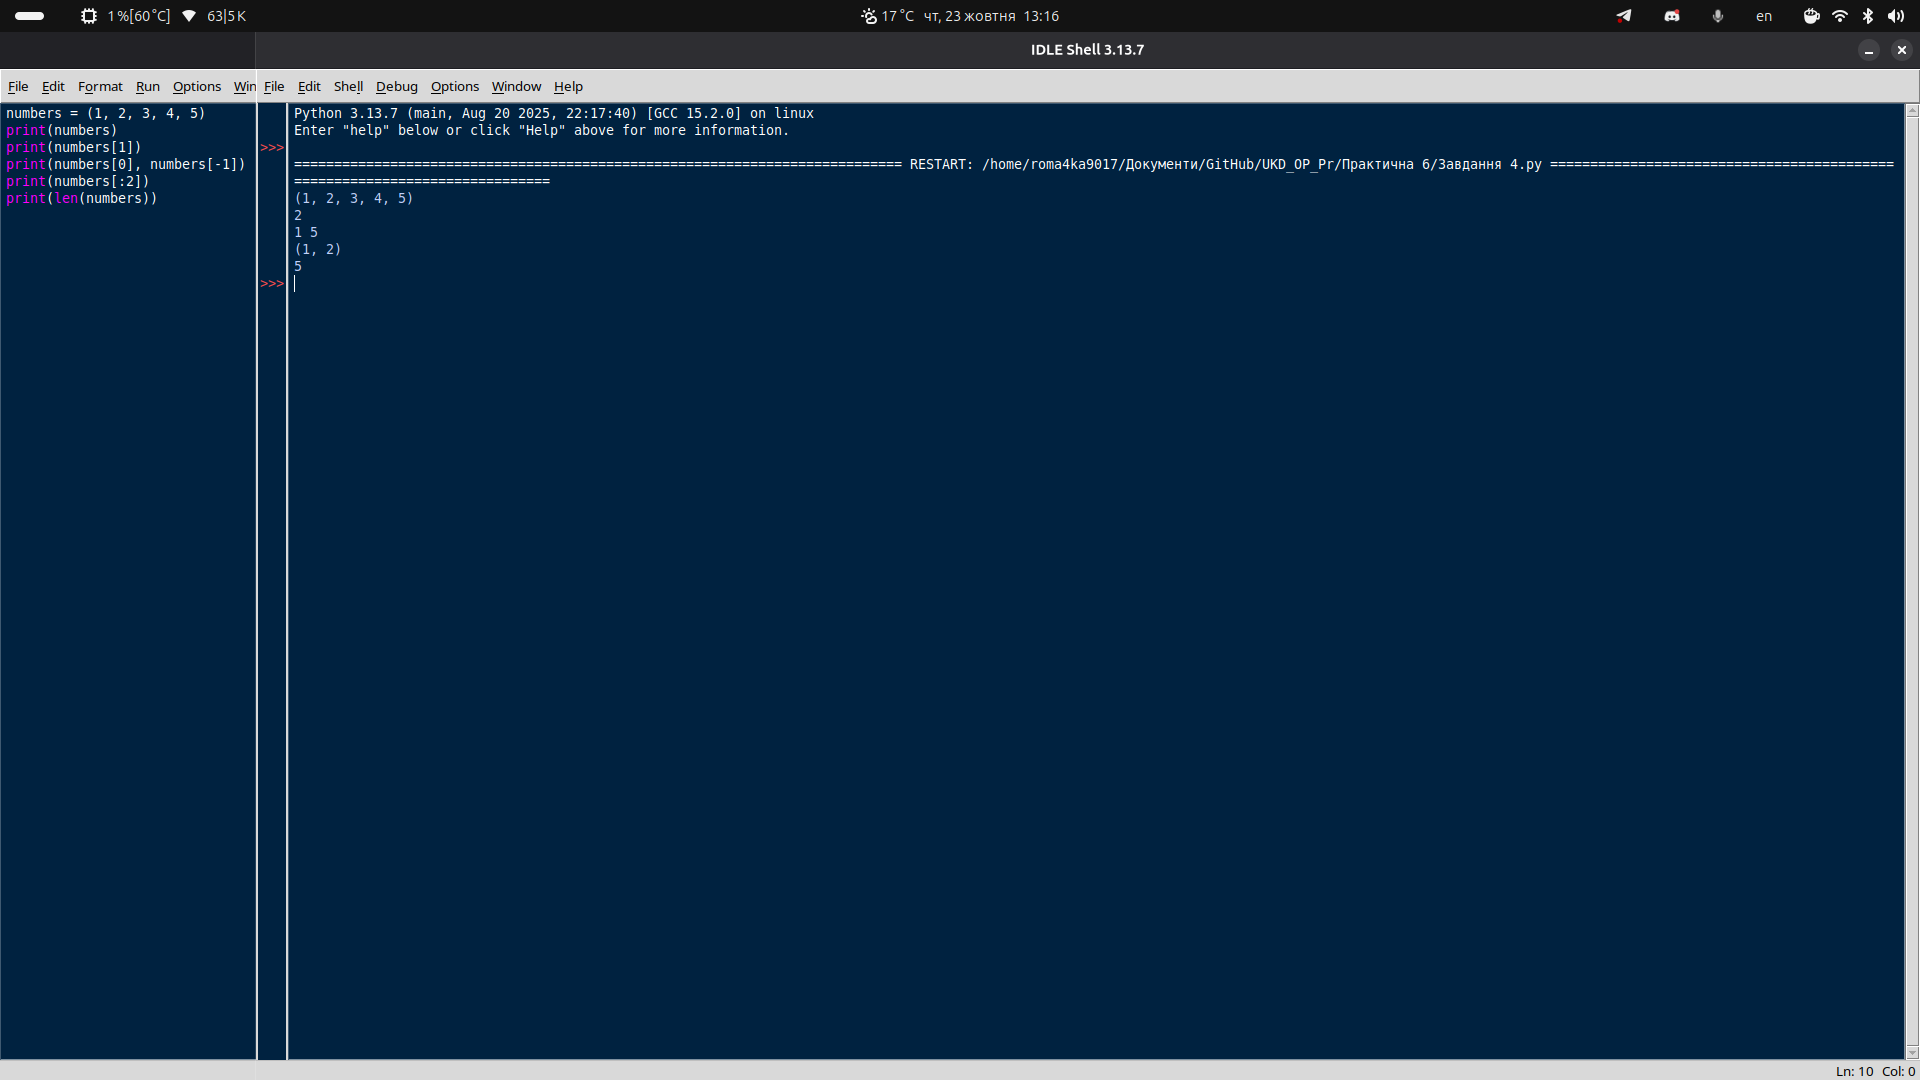 1 %[60°C] 63|5 K 17 °C чт, 23 жовтня 13:16 en
IDLE Shell 3.13.7
File Edit Format Run Options Win
File Edit Shell Debug Options Window Help
numbers = (1, 2, 3, 4, 5)
print(numbers)
print(numbers[1])
print(numbers[0], numbers[-1])
print(numbers[:2])
print(len(numbers))
Python 3.13.7 (main, Aug 20 2025, 22:17:40) [GCC 15.2.0] on linux
Enter "help" below or click "Help" above for more information.
>>>
============================================================================ RESTART: /home/roma4ka9017/Документи/GitHub/UKD_OP_Pr/Практична 6/Завдання 4.py ===========================================
================================
(1, 2, 3, 4, 5)
2
1 5
(1, 2)
5
>>>
Ln: 10 Col: 0